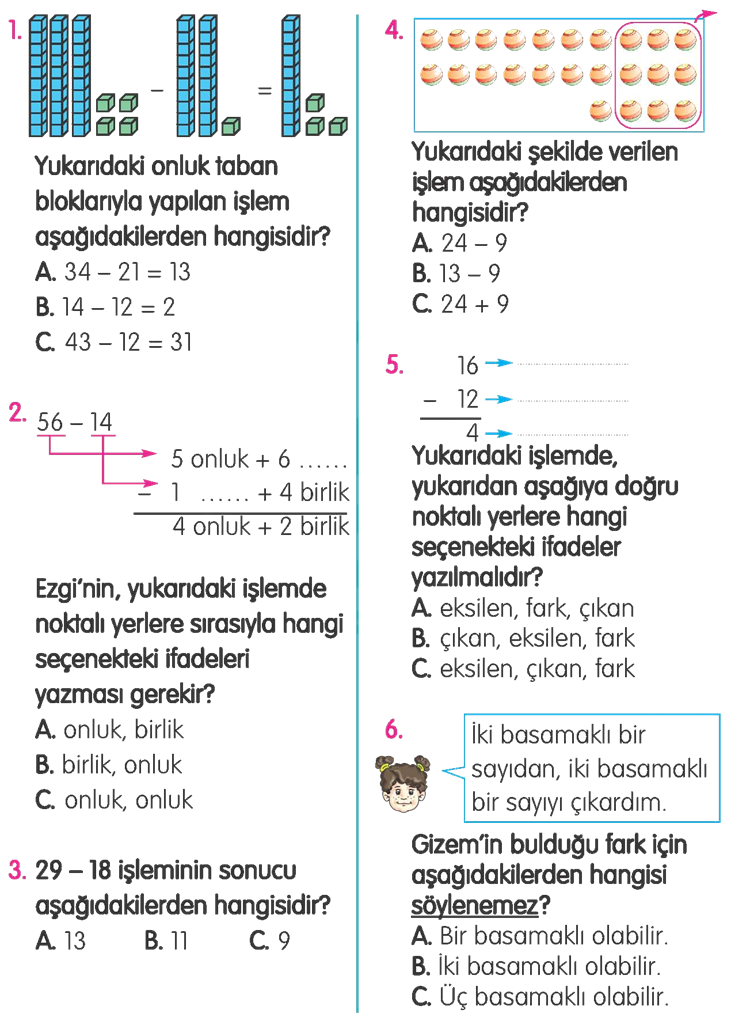 1.
–
=
Yukarıdaki onluk taban
bloklarıyla yapılan işlem
aşağıdakilerden hangisidir?
A. 34 – 21 = 13
B. 14 – 12 = 2
C. 43 – 12 = 31
2.
56 – 14
5 onluk + 6 ......
– 1 ...... + 4 birlik
4 onluk + 2 birlik
Ezgi'nin, yukarıdaki işlemde
noktalı yerlere sırasıyla hangi
seçenekteki ifadeleri
yazması gerekir?
A. onluk, birlik
B. birlik, onluk
C. onluk, onluk
3. 29 – 18 işleminin sonucu
aşağıdakilerden hangisidir?
A. 13 B. 11 C. 9
4.
Yukarıdaki şekilde verilen
işlem aşağıdakilerden
hangisidir?
A. 24 – 9
B. 13 – 9
C. 24 + 9
5.
16 ......
– 12 ......
4 ......
Yukarıdaki işlemde,
yukarıdan aşağıya doğru
noktalı yerlere hangi
seçenekteki ifadeler
yazılmalıdır?
A. eksilen, fark, çıkan
B. çıkan, eksilen, fark
C. eksilen, çıkan, fark
6.
İki basamaklı bir
sayıdan, iki basamaklı
bir sayıyı çıkardım.
Gizem'in bulduğu fark için
aşağıdakilerden hangisi
söylenemez?
A. Bir basamaklı olabilir.
B. İki basamaklı olabilir.
C. Üç basamaklı olabilir.